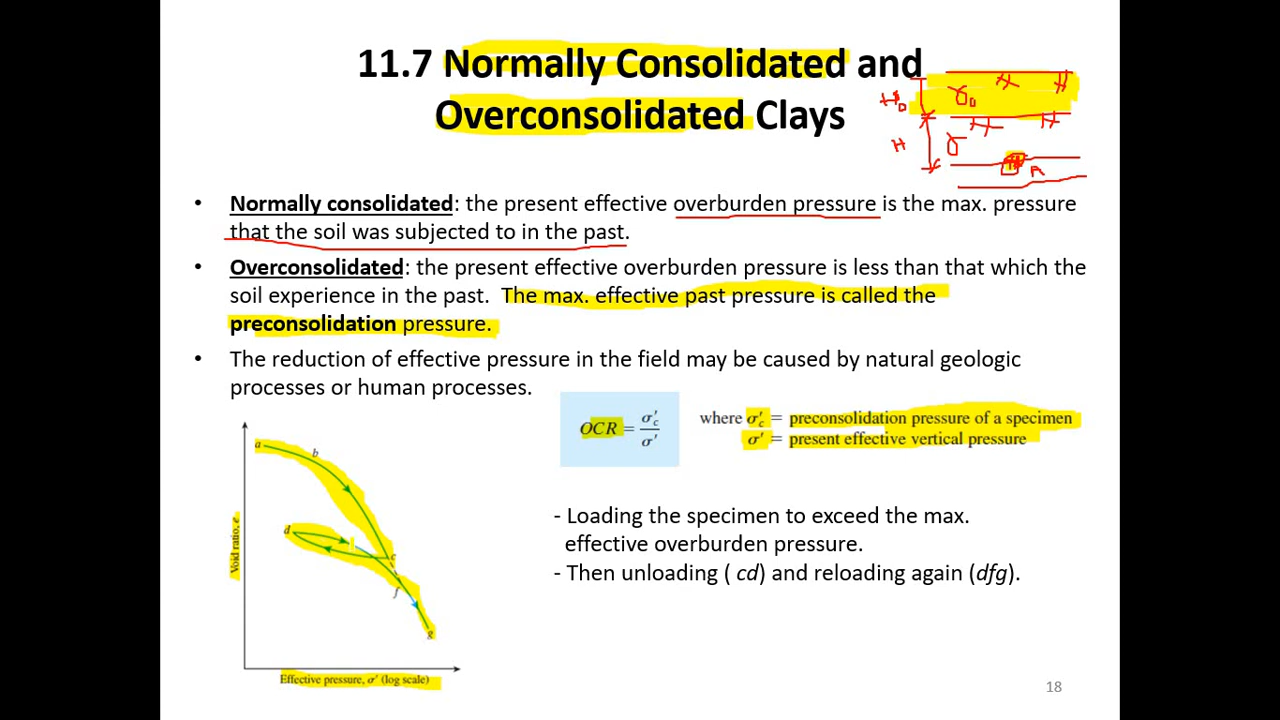 11.7 Normally Consolidated and
Overconsolidated Clays
H₀
γ₀
H
γ
A
• Normally consolidated: the present effective overburden pressure is the max. pressure
that the soil was subjected to in the past.
• Overconsolidated: the present effective overburden pressure is less than that which the
soil experience in the past. The max. effective past pressure is called the
preconsolidation pressure.
• The reduction of effective pressure in the field may be caused by natural geologic
processes or human processes.
OCR = σ'c / σ'
where σ'c = preconsolidation pressure of a specimen
σ' = present effective vertical pressure
a
b
d
c
f
g
Void ratio, e
Effective pressure, σ' (log scale)
- Loading the specimen to exceed the max.
effective overburden pressure.
- Then unloading ( cd) and reloading again (dfg).
18